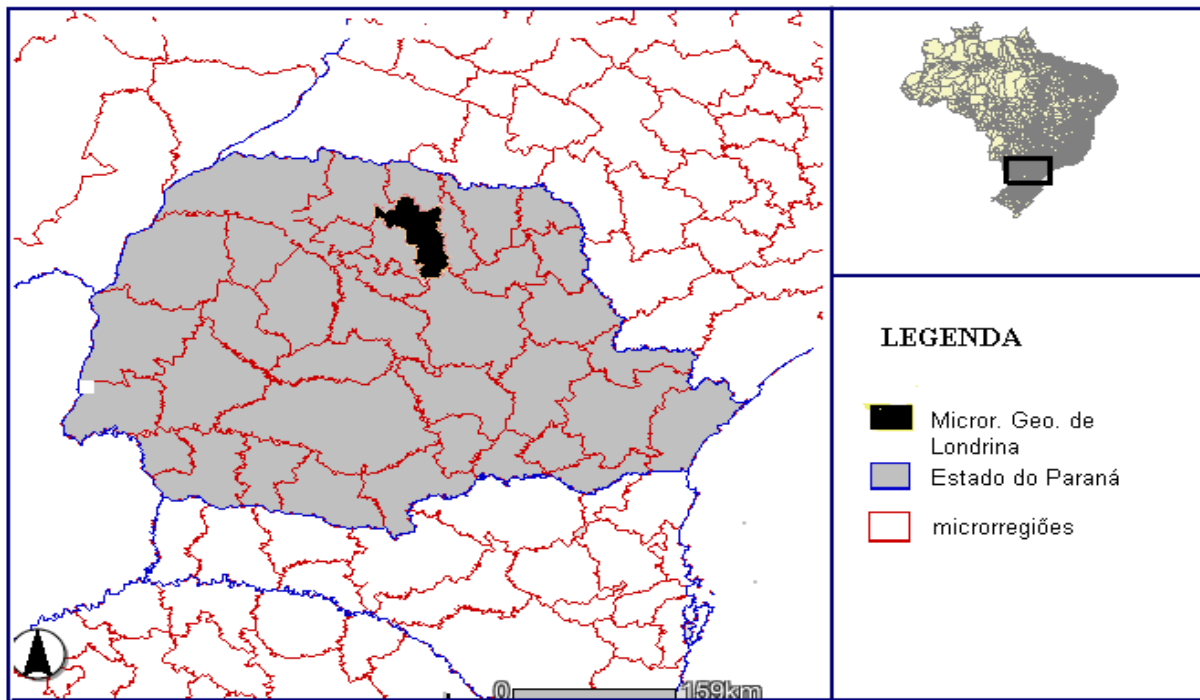 LEGENDA
Micror. Geo. de
Londrina
Estado do Paraná
microrregiões
0 159km